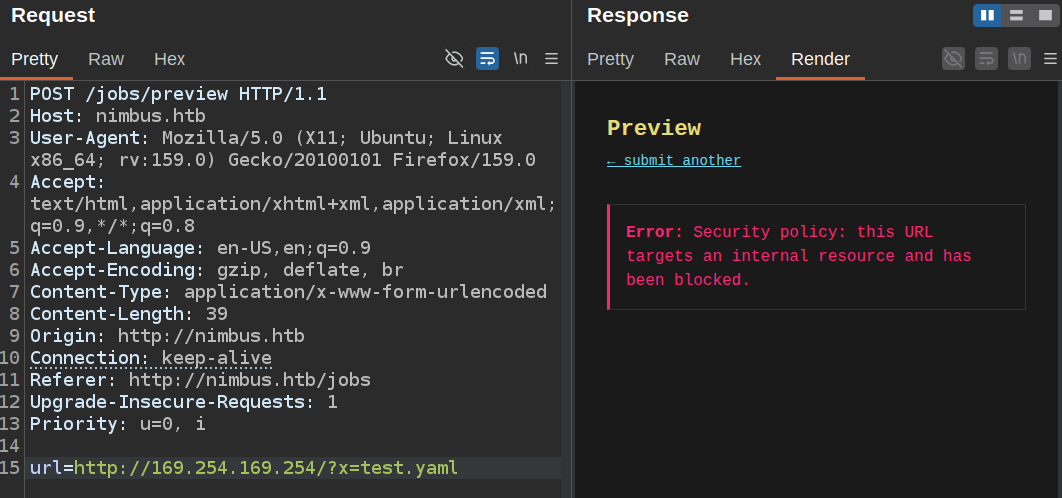 Request
Pretty Raw Hex
\n
1 POST /jobs/preview HTTP/1.1
2 Host: nimbus.htb
3 User-Agent: Mozilla/5.0 (X11; Ubuntu; Linux
x86_64; rv:159.0) Gecko/20100101 Firefox/159.0
4 Accept:
text/html,application/xhtml+xml,application/xml;
q=0.9,*/*;q=0.8
5 Accept-Language: en-US,en;q=0.9
6 Accept-Encoding: gzip, deflate, br
7 Content-Type: application/x-www-form-urlencoded
8 Content-Length: 39
9 Origin: http://nimbus.htb
10 Connection: keep-alive
11 Referer: http://nimbus.htb/jobs
12 Upgrade-Insecure-Requests: 1
13 Priority: u=0, i
14
15 url=http://169.254.169.254/?x=test.yaml
Response
Pretty Raw Hex Render
\n
Preview
← submit another
Error: Security policy: this URL
targets an internal resource and has
been blocked.